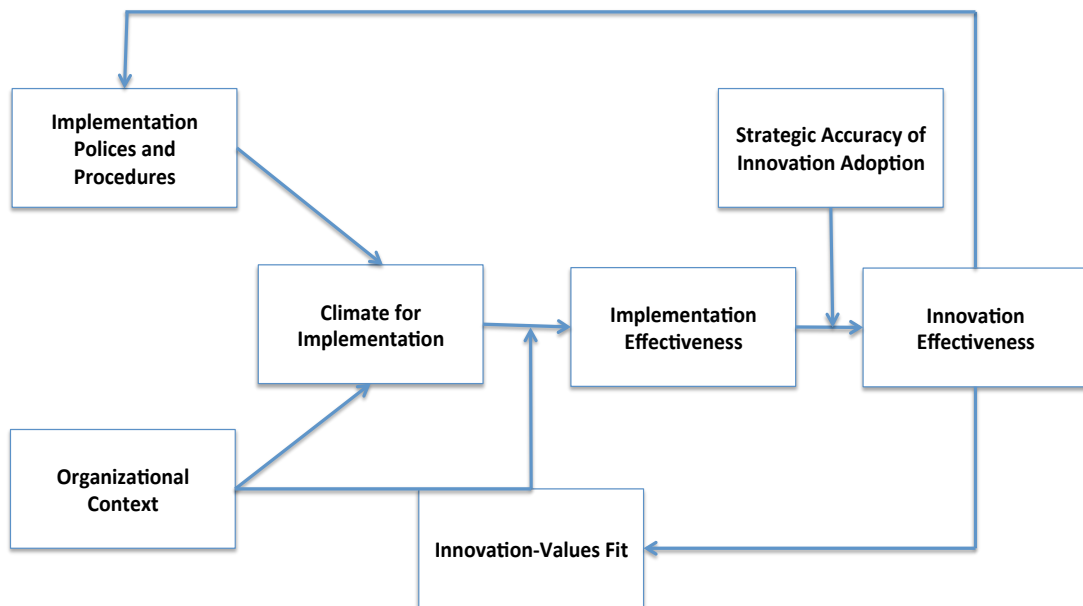 Implementation
Polices and
Procedures
Strategic Accuracy of
Innovation Adoption
Climate for
Implementation
Implementation
Effectiveness
Innovation
Effectiveness
Organizational
Context
Innovation-Values Fit